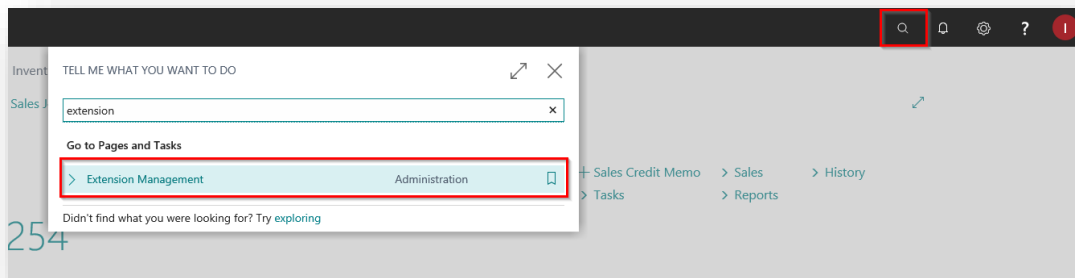 ?
I
Invent
TELL ME WHAT YOU WANT TO DO
Sales J
extension
Go to Pages and Tasks
Extension Management Administration
+ Sales Credit Memo > Sales > History
> Tasks > Reports
Didn't find what you were looking for? Try exploring
254